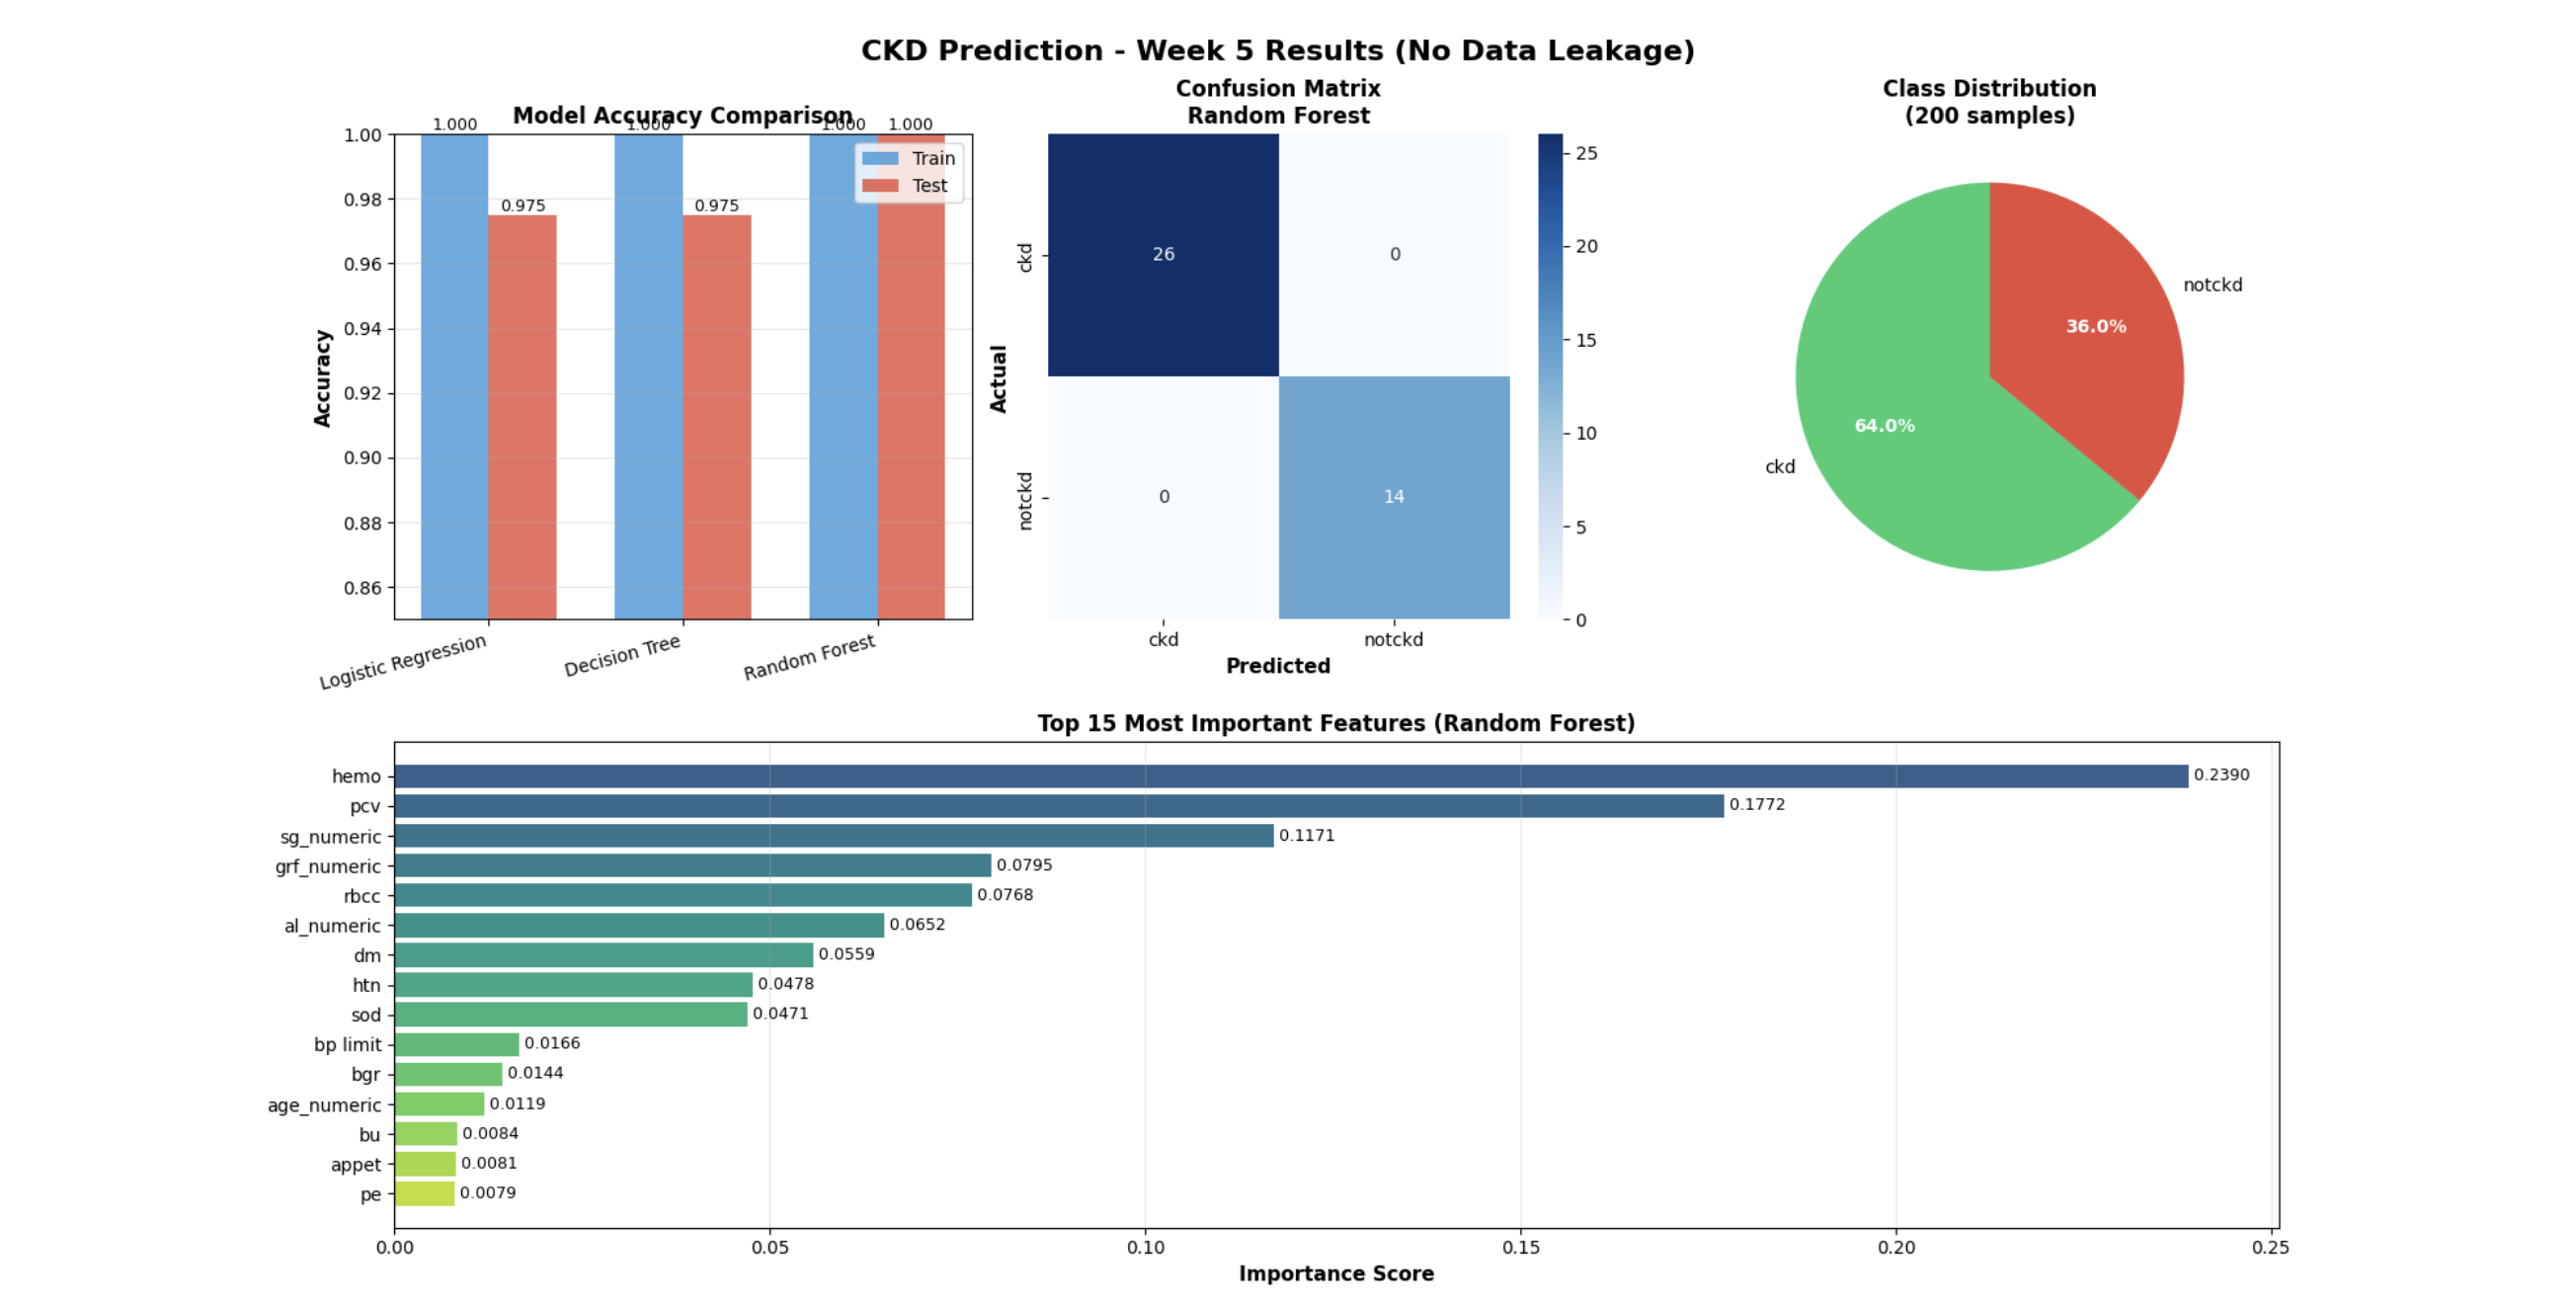 CKD Prediction - Week 5 Results (No Data Leakage)
Model Accuracy Comparison
1.000
1.000
1.000
1.000
0.975
0.975
Train
Test
1.00
0.98
0.96
0.94
0.92
0.90
0.88
0.86
Accuracy
Logistic Regression
Decision Tree
Random Forest
Confusion Matrix
Random Forest
26
0
0
14
ckd
notckd
Actual
ckd
notckd
Predicted
25
20
15
10
5
0
Class Distribution
(200 samples)
notckd
36.0%
64.0%
ckd
Top 15 Most Important Features (Random Forest)
hemo 0.2390
pcv 0.1772
sg_numeric 0.1171
grf_numeric 0.0795
rbcc 0.0768
al_numeric 0.0652
dm 0.0559
htn 0.0478
sod 0.0471
bp limit 0.0166
bgr 0.0144
age_numeric 0.0119
bu 0.0084
appet 0.0081
pe 0.0079
0.00 0.05 0.10 0.15 0.20 0.25
Importance Score